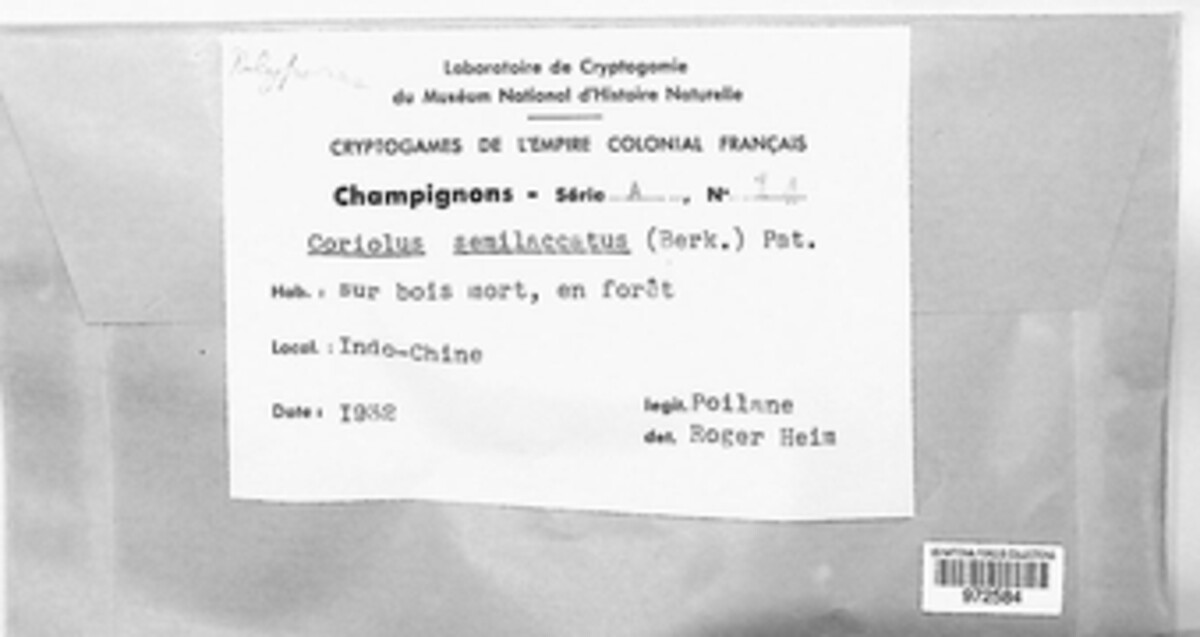 Laboratoire de Cryptogamie
du Muséum National d'Histoire Naturelle
CRYPTOGAMES DE L'EMPIRE COLONIAL FRANÇAIS
Champignons - Série A, N°
Coriolus semilaccatus (Berk.) Pat.
Hab. : sur bois mort, en forêt
Local. : Indo-Chine
Date : 1932
legit. Poilane
det. Roger Heim
972584